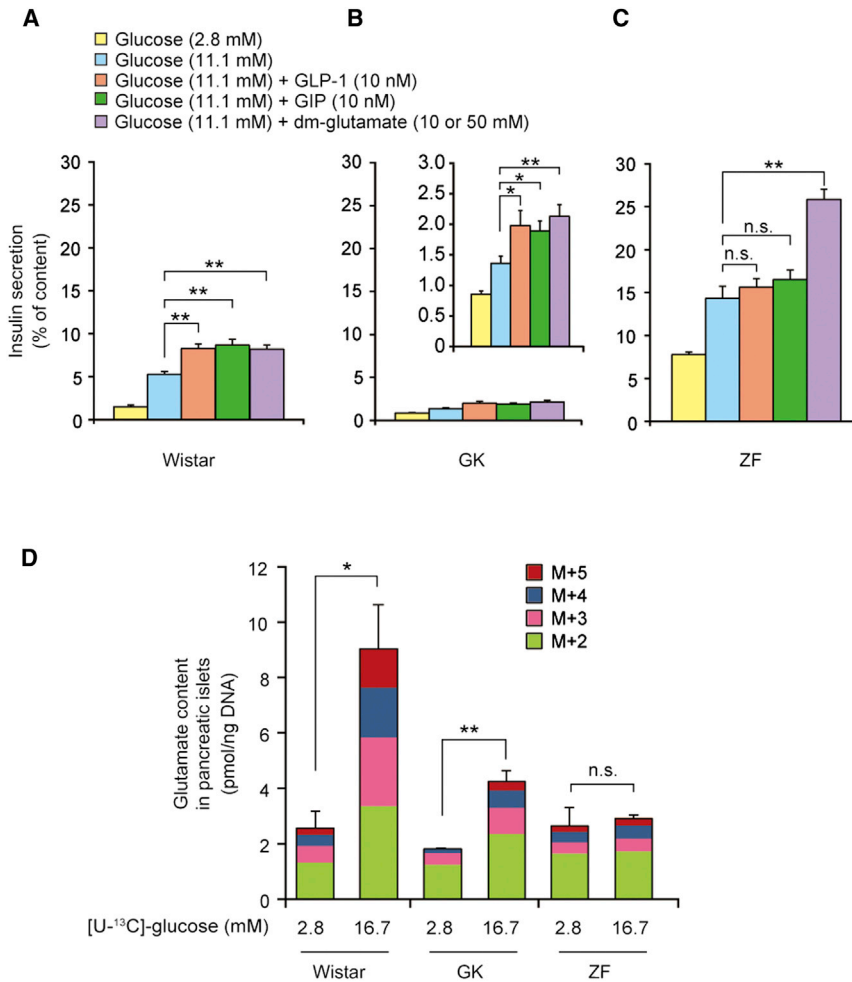 A
B
C
Glucose (2.8 mM)
Glucose (11.1 mM)
Glucose (11.1 mM) + GLP-1 (10 nM)
Glucose (11.1 mM) + GIP (10 nM)
Glucose (11.1 mM) + dm-glutamate (10 or 50 mM)
Insulin secretion
(% of content)
30
25
20
15
10
5
0
**
**
**
Wistar
30
25
20
15
10
5
0
3.0
2.5
2.0
1.5
1.0
0.5
0
**
*
*
GK
30
25
20
15
10
5
0
**
n.s.
n.s.
ZF
D
Glutamate content
in pancreatic islets
(pmol/ng DNA)
12
10
8
6
4
2
0
*
**
n.s.
M+5
M+4
M+3
M+2
[U-¹³C]-glucose (mM)
2.8 16.7 2.8 16.7 2.8 16.7
Wistar GK ZF